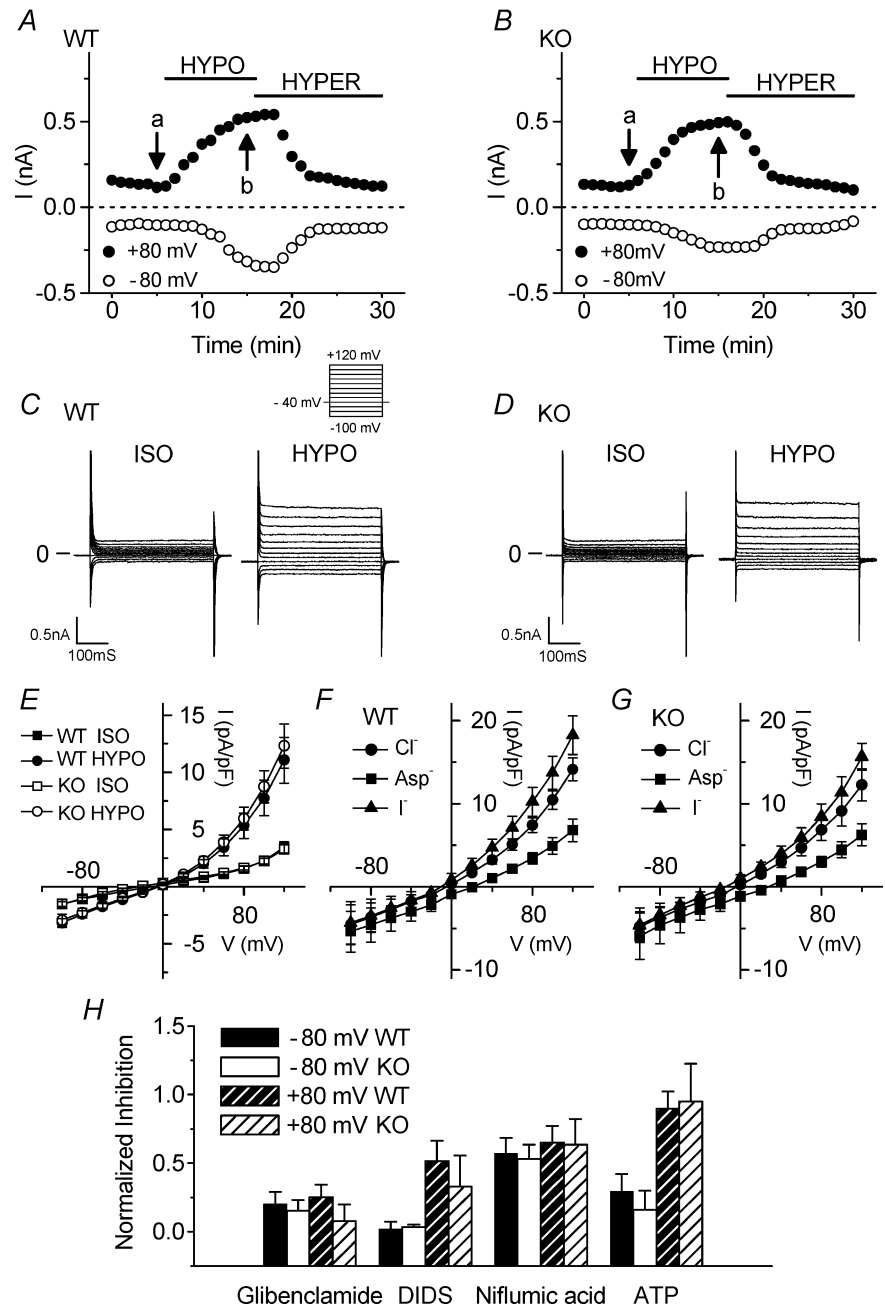 A
WT
HYPO
HYPER
a
b
I (nA)
0.5
0.0
-0.5
+80 mV
-80 mV
0 10 20 30
Time (min)
B
KO
HYPO
HYPER
a
b
I (nA)
0.5
0.0
-0.5
+80mV
-80mV
0 10 20 30
Time (min)
C
WT
+120 mV
- 40 mV
-100 mV
ISO
HYPO
0
0.5nA
100mS
D
KO
ISO
HYPO
0
0.5nA
100mS
E
WT ISO
WT HYPO
KO ISO
KO HYPO
15
10
5
-5
I (pA/pF)
-80
80
V (mV)
F
WT
Cl-
Asp-
I-
20
10
-10
I (pA/pF)
-80
80
V (mV)
G
KO
Cl-
Asp-
I-
20
10
-10
I (pA/pF)
-80
80
V (mV)
H
Normalized Inhibition
1.5
1.0
0.5
0.0
-80 mV WT
-80 mV KO
+80 mV WT
+80 mV KO
Glibenclamide DIDS Niflumic acid ATP